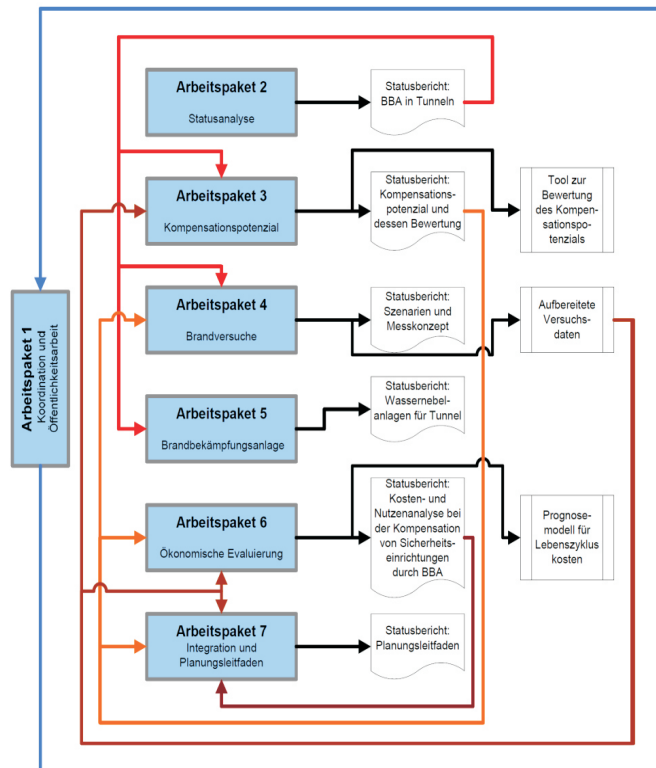 Arbeitspaket 1
Koordination und
Öffentlichkeitsarbeit
Arbeitspaket 2
Statusanalyse
Statusbericht:
BBA in Tunneln
Arbeitspaket 3
Kompensationspotenzial
Statusbericht:
Kompensations-
potenzial und
dessen Bewertung
Tool zur
Bewertung
des Kompen-
sationspo-
tenzials
Arbeitspaket 4
Brandversuche
Statusbericht:
Szenarien und
Messkonzept
Aufbereitete
Versuchs-
daten
Arbeitspaket 5
Brandbekämpfungsanlage
Statusbericht:
Wassernebel-
anlagen für Tunnel
Arbeitspaket 6
Ökonomische Evaluierung
Statusbericht:
Kosten- und
Nutzenanalyse bei
der Kompensation
von Sicherheits-
einrichtungen
durch BBA
Prognose-
modell für
Lebenszyklus
kosten
Arbeitspaket 7
Integration und
Planungsleitfaden
Statusbericht:
Planungsleitfaden